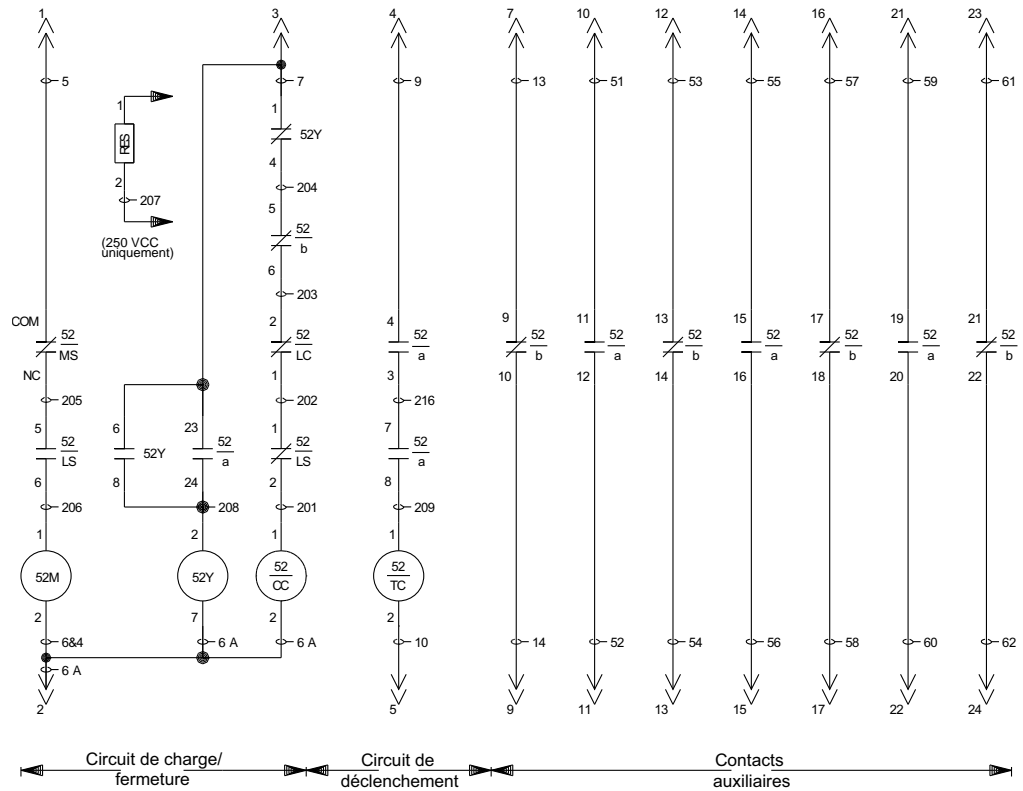 1 3 4 7 10 12 14 16 21 23
5 7 9 13 51 53 55 57 59 61
1 1
RES
52Y
4
2
204
207
5
(250 VCC
uniquement)
52
b
6
203
COM 2 4 9 11 13 15 17 19 21
52 52 52 52 52 52 52 52 52 52
MS LC a b a b a b a b
NC 1 3 10 12 14 16 18 20 22
205 202 216
5 6 23 1 7
52 52Y 52 52 52
LS a LS a
6 8 24 2 8
206 208 201 209
1 2 1 1
52M 52Y 52 52
CC TC
2 7 2 2
6&4 6 A 6 A 10 14 52 54 56 58 60 62
6 A
2 5 9 11 13 15 17 22 24
Circuit de charge/ Circuit de Contacts
fermeture déclenchement auxiliaires